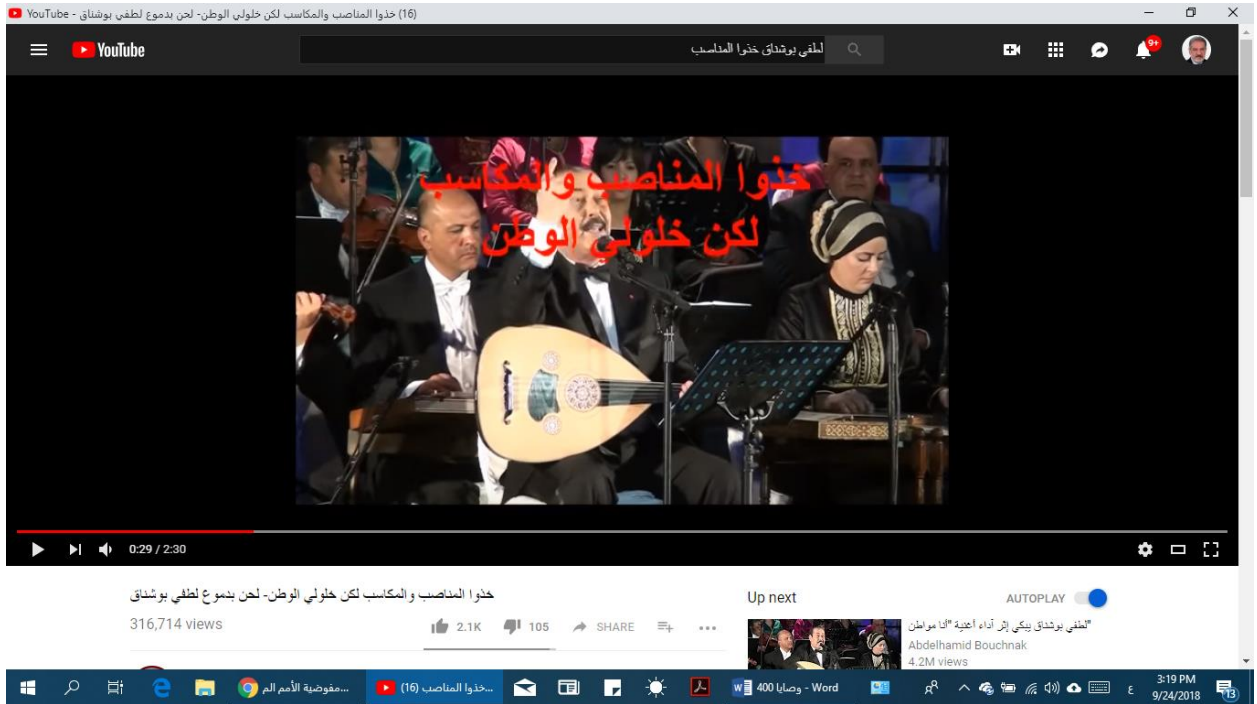 (16) خذوا المناصب والمكاسب لكن خلولي الوطن- لحن بدموع لطفي بوشناق - YouTube
YouTube
لطفي بوشناق خذوا المناصب
9+
خذوا المناصب والمكاسب
لكن خلولي الوطن
0:29 / 2:30
خذوا المناصب والمكاسب لكن خلولي الوطن- لحن بدموع لطفي بوشناق
316,714 views
2.1K 105 SHARE
Up next
AUTOPLAY
لطفي بوشناق يبكي إثر أداء أغنية "أنا مواطن"
Abdelhamid Bouchnak
4.2M views
مفوضية الأمم الم...
(16) خذوا المناصب...
وصايا 400 - Word
ع
3:19 PM
9/24/2018
13